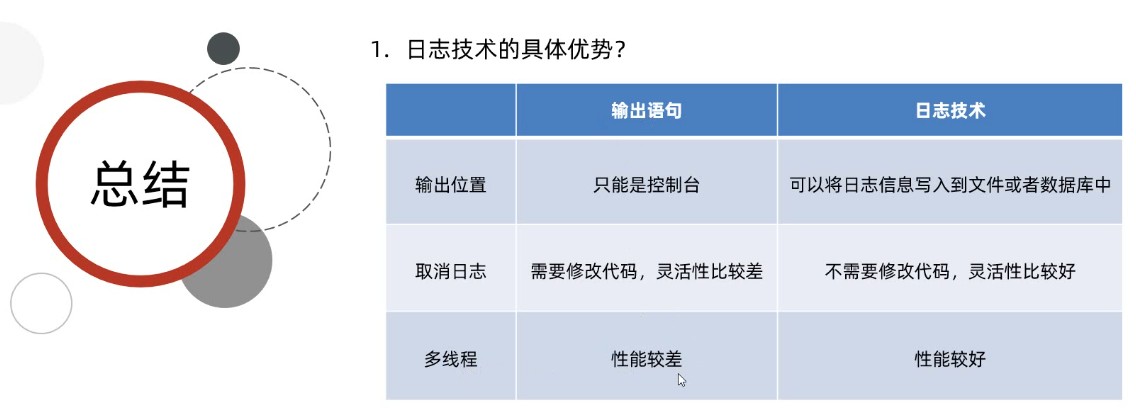 总结
1. 日志技术的具体优势？
输出语句 日志技术
输出位置 只能是控制台 可以将日志信息写入到文件或者数据库中
取消日志 需要修改代码，灵活性比较差 不需要修改代码，灵活性比较好
多线程 性能较差 性能较好